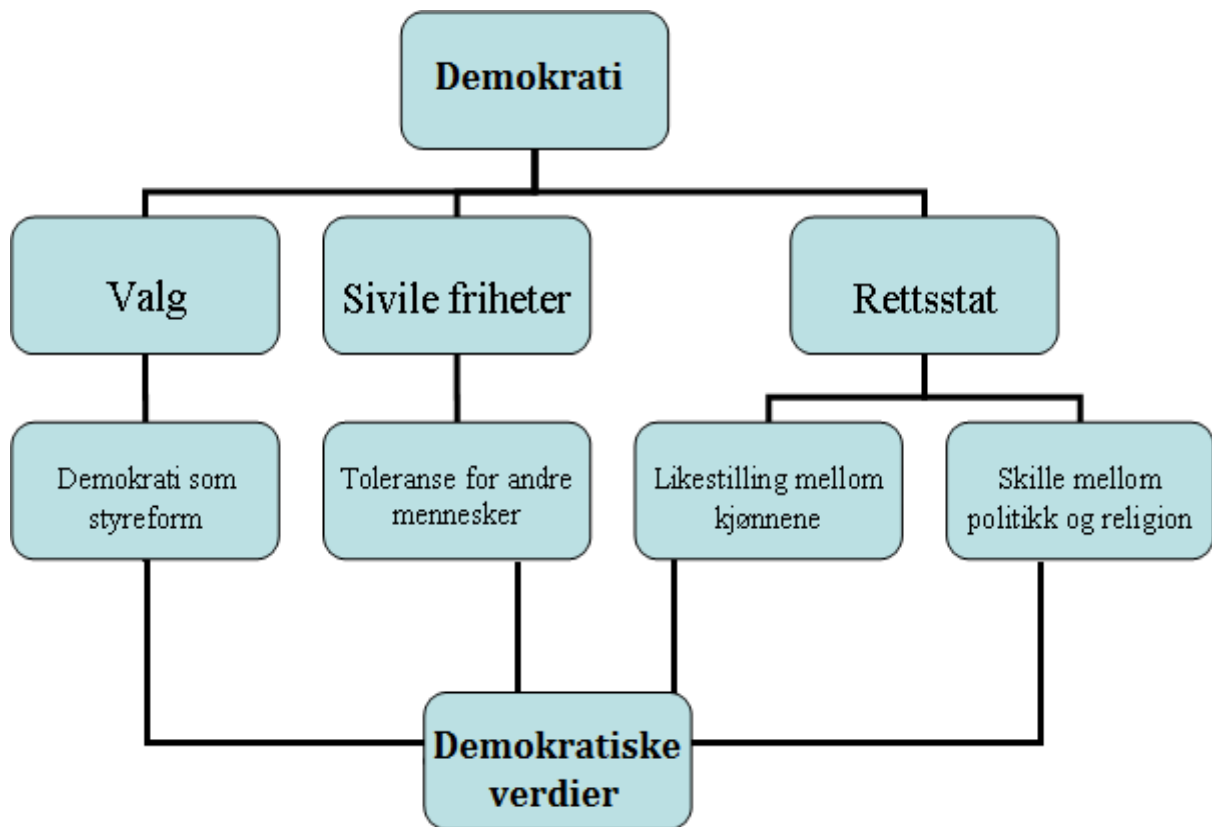 Demokrati
Valg
Sivile friheter
Rettsstat
Demokrati som
styreform
Toleranse for andre
mennesker
Likestilling mellom
kjønnene
Skille mellom
politikk og religion
Demokratiske
verdier